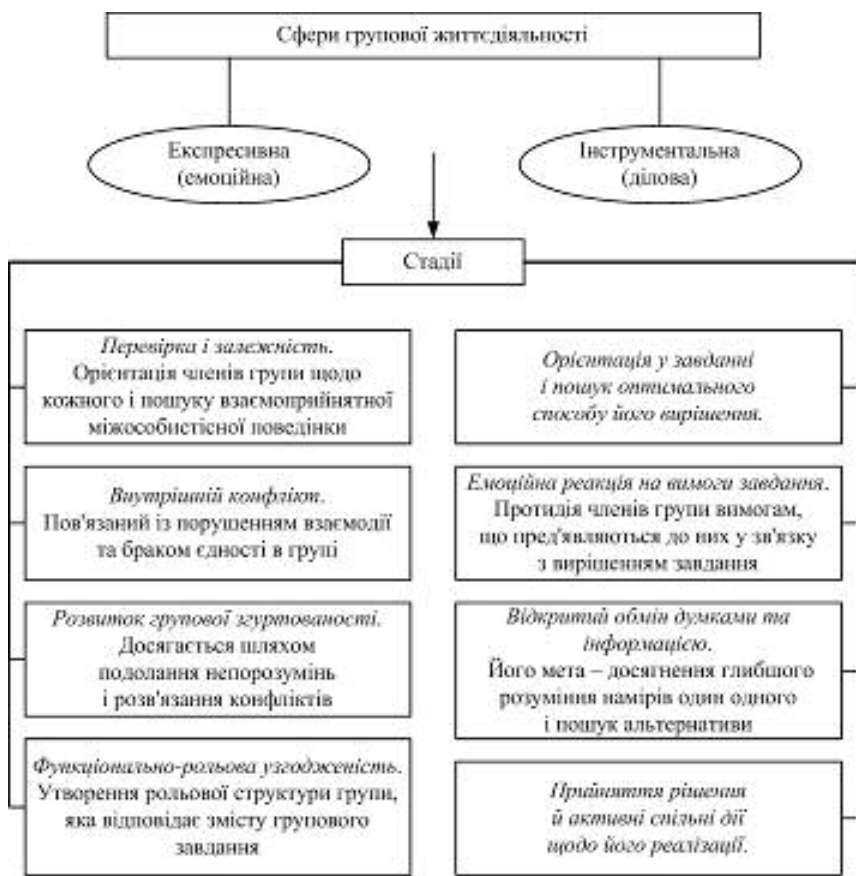 Сфери групової життєдіяльності
Експресивна
(емоційна)
Інструментальна
(ділова)
Стадії
Перевірка і залежність.
Орієнтація членів групи щодо
кожного і пошуку взаємоприйнятної
міжособистісної поведінки
Внутрішній конфлікт.
Пов'язаний із порушенням взаємодії
та браком єдності в групі
Розвиток групової згуртованості.
Досягається шляхом
подолання непорозумінь
і розв'язання конфліктів
Функціонально-рольова узгодженість.
Утворення рольової структури групи,
яка відповідає змісту групового
завдання
Орієнтація у завданні
і пошук оптимального
способу його вирішення.
Емоційна реакція на вимоги завдання.
Протидія членів групи вимогам,
що пред'являються до них у зв'язку
з вирішенням завдання
Відкритий обмін думками та
інформацією.
Його мета – досягнення глибшого
розуміння намірів один одного
і пошук альтернативи
Прийняття рішення
й активні спільні дії
щодо його реалізації.